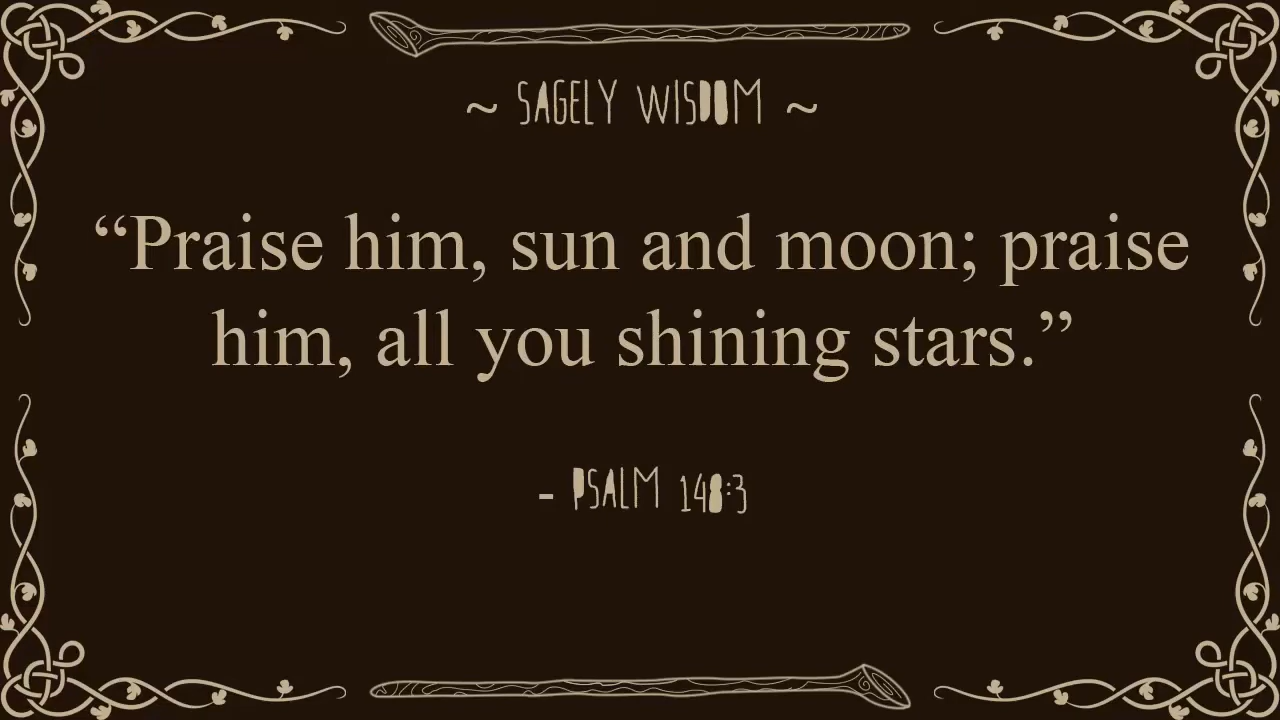 ~ SAGELY WISDOM ~
“Praise him, sun and moon; praise
him, all you shining stars.”
- PSALM 148:3